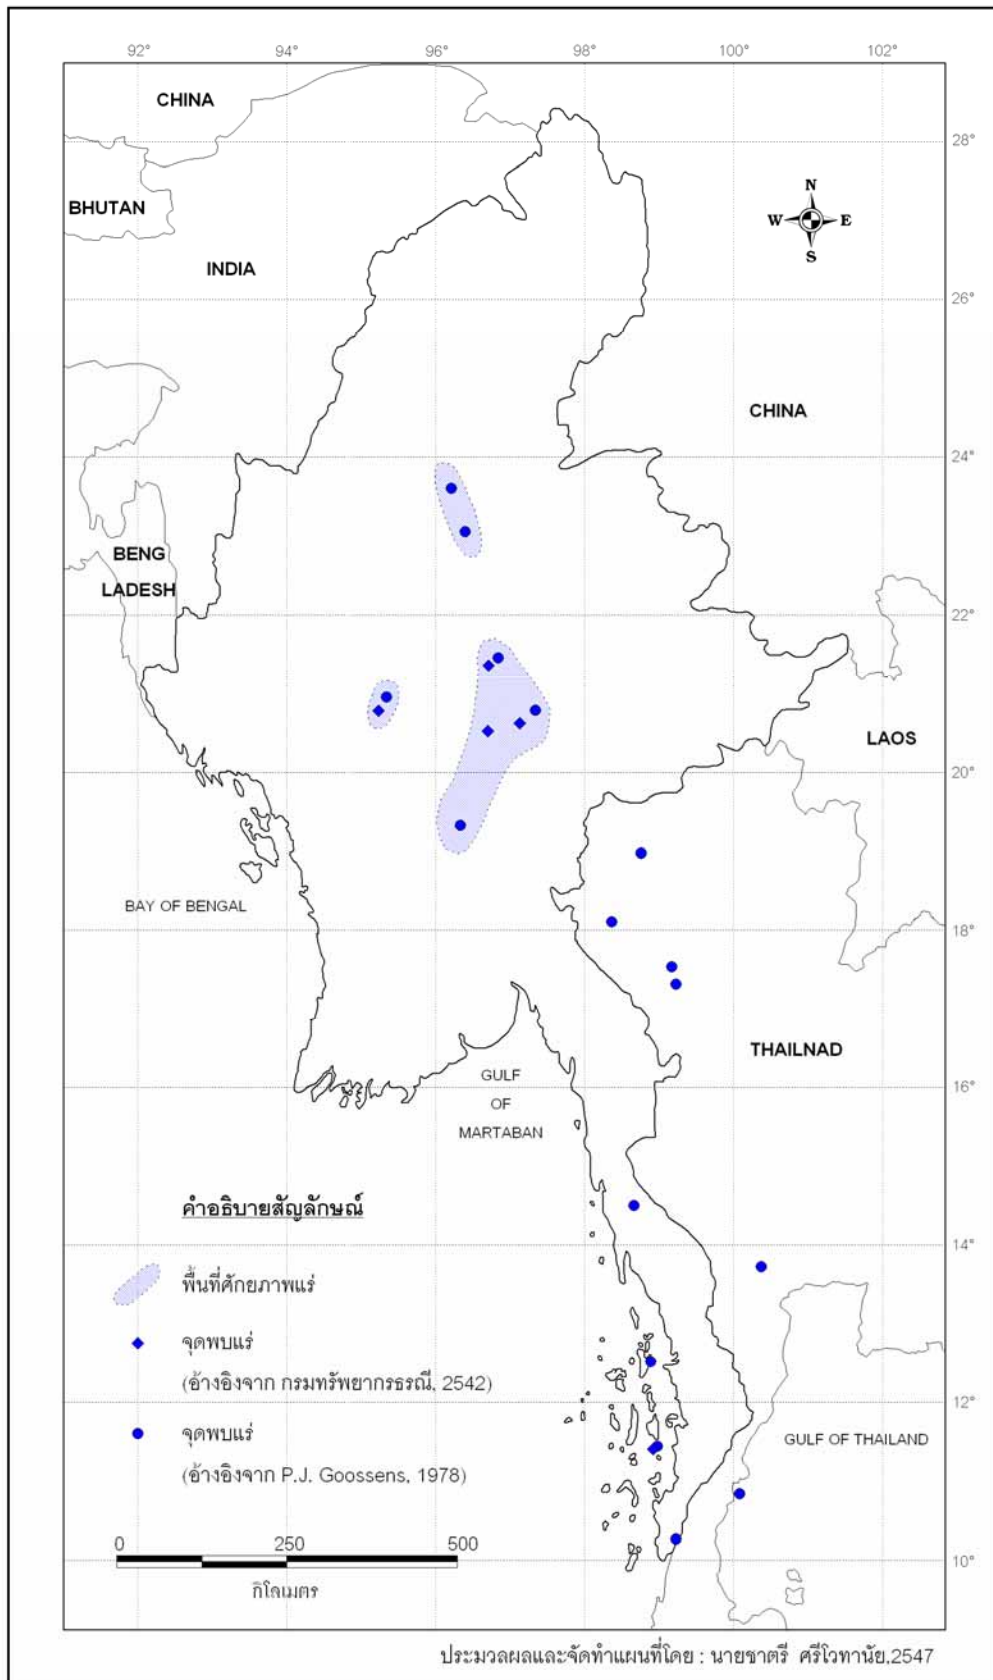 92° 94° 96° 98° 100° 102°
CHINA
28°
BHUTAN
N
W E
S
INDIA
26°
CHINA
24°
BENG
LADESH
22°
LAOS
20°
BAY OF BENGAL
18°
THAILNAD
GULF
OF
MARTABAN
16°
คำอธิบายสัญลักษณ์
14°
พื้นที่ศักยภาพแร่
จุดพบแร่
(อ้างอิงจาก กรมทรัพยากรธรณี, 2542)
12°
จุดพบแร่
GULF OF THAILAND
(อ้างอิงจาก P.J. Goossens, 1978)
0 250 500
10°
กิโลเมตร
ประมวลผลและจัดทำแผนที่โดย : นายชาตรี ศรีโวทานัย,2547